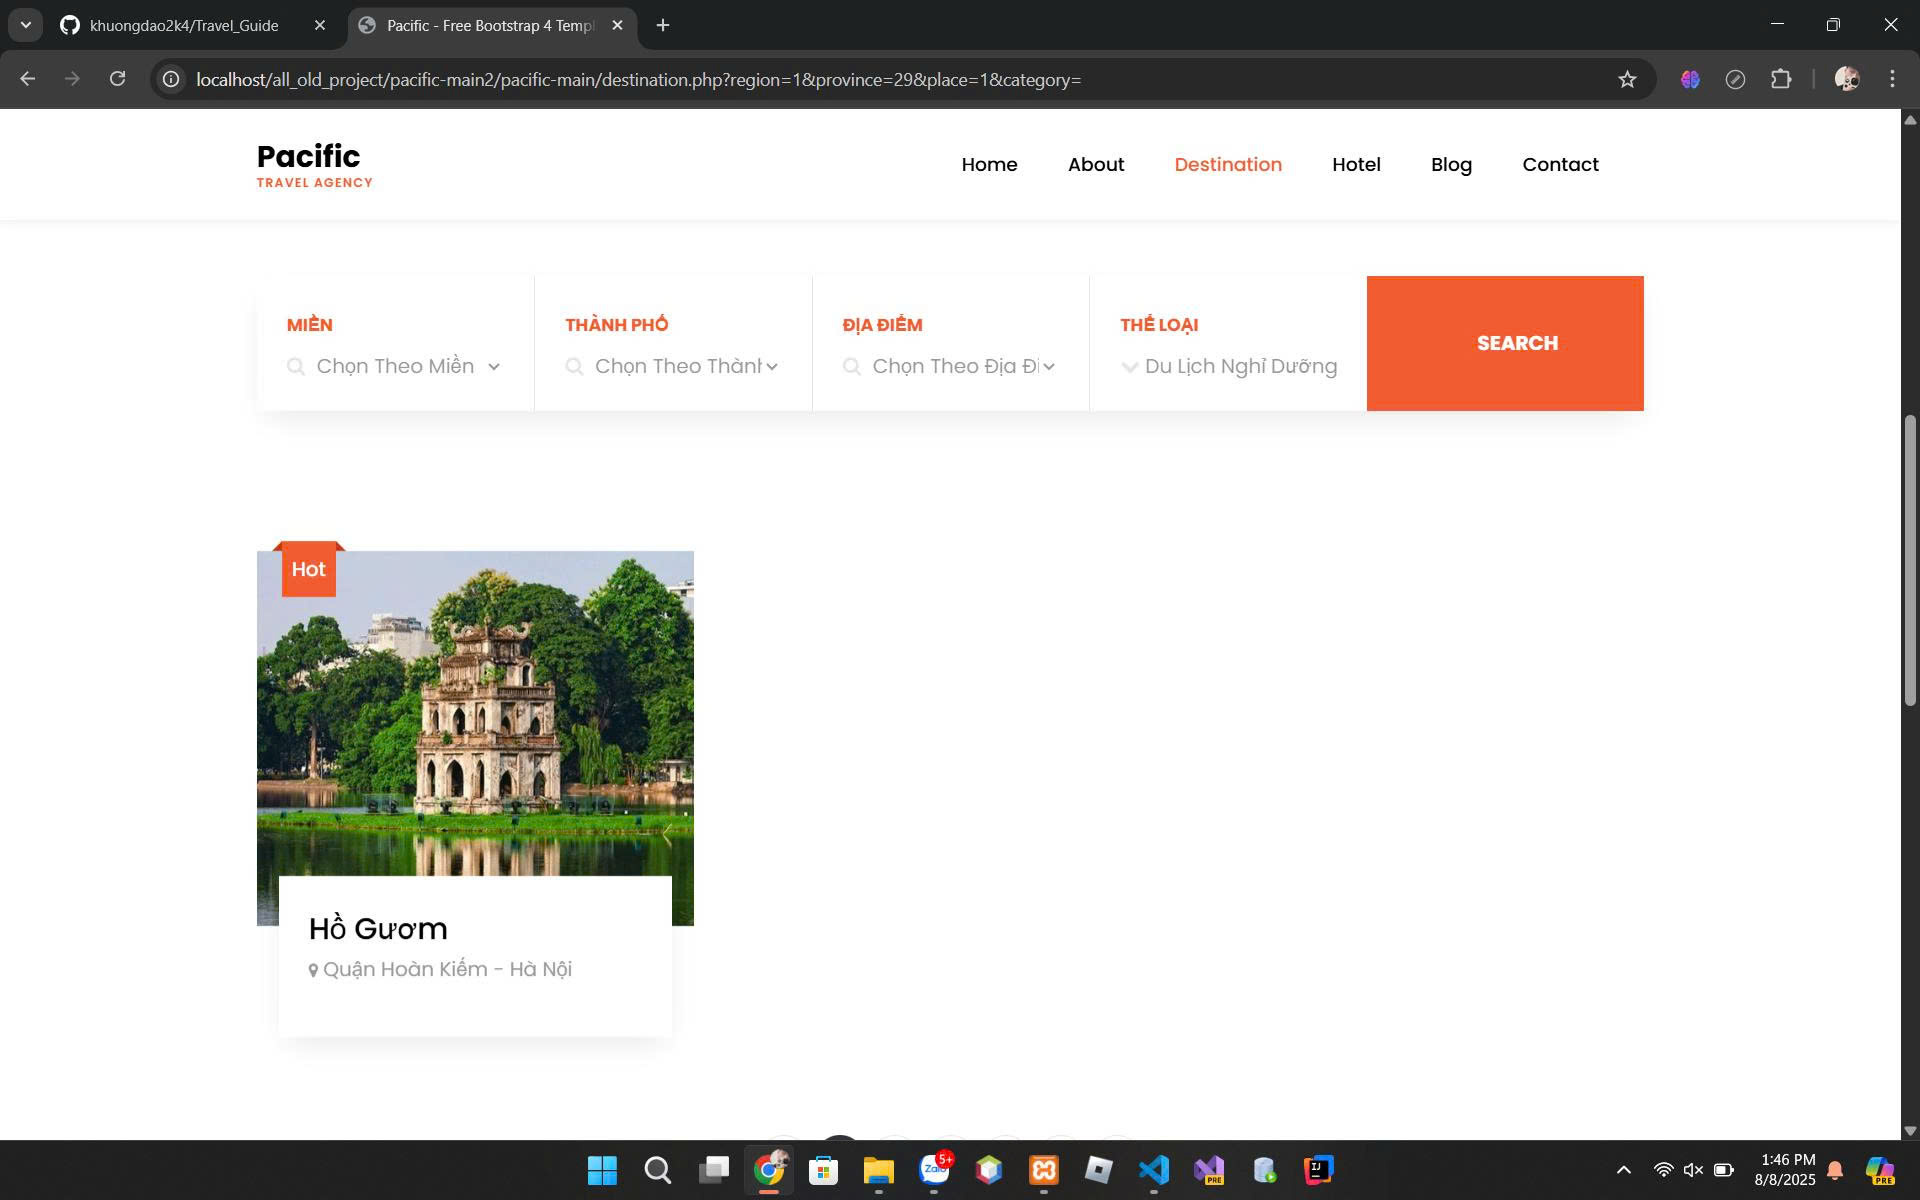 khuongdao2k4/Travel_Guide
Pacific - Free Bootstrap 4 Templ
localhost/all_old_project/pacific-main2/pacific-main/destination.php?region=1&province=29&place=1&category=
Pacific
TRAVEL AGENCY
Home
About
Destination
Hotel
Blog
Contact
MIỀN
THÀNH PHỐ
ĐỊA ĐIỂM
THỂ LOẠI
SEARCH
Chọn Theo Miền
Chọn Theo Thành
Chọn Theo Địa Đi
Du Lịch Nghỉ Dưỡng
Hot
Hồ Gươm
Quận Hoàn Kiếm - Hà Nội
Zalo
5+
PRE
IJ
1:46 PM
8/8/2025
PRE